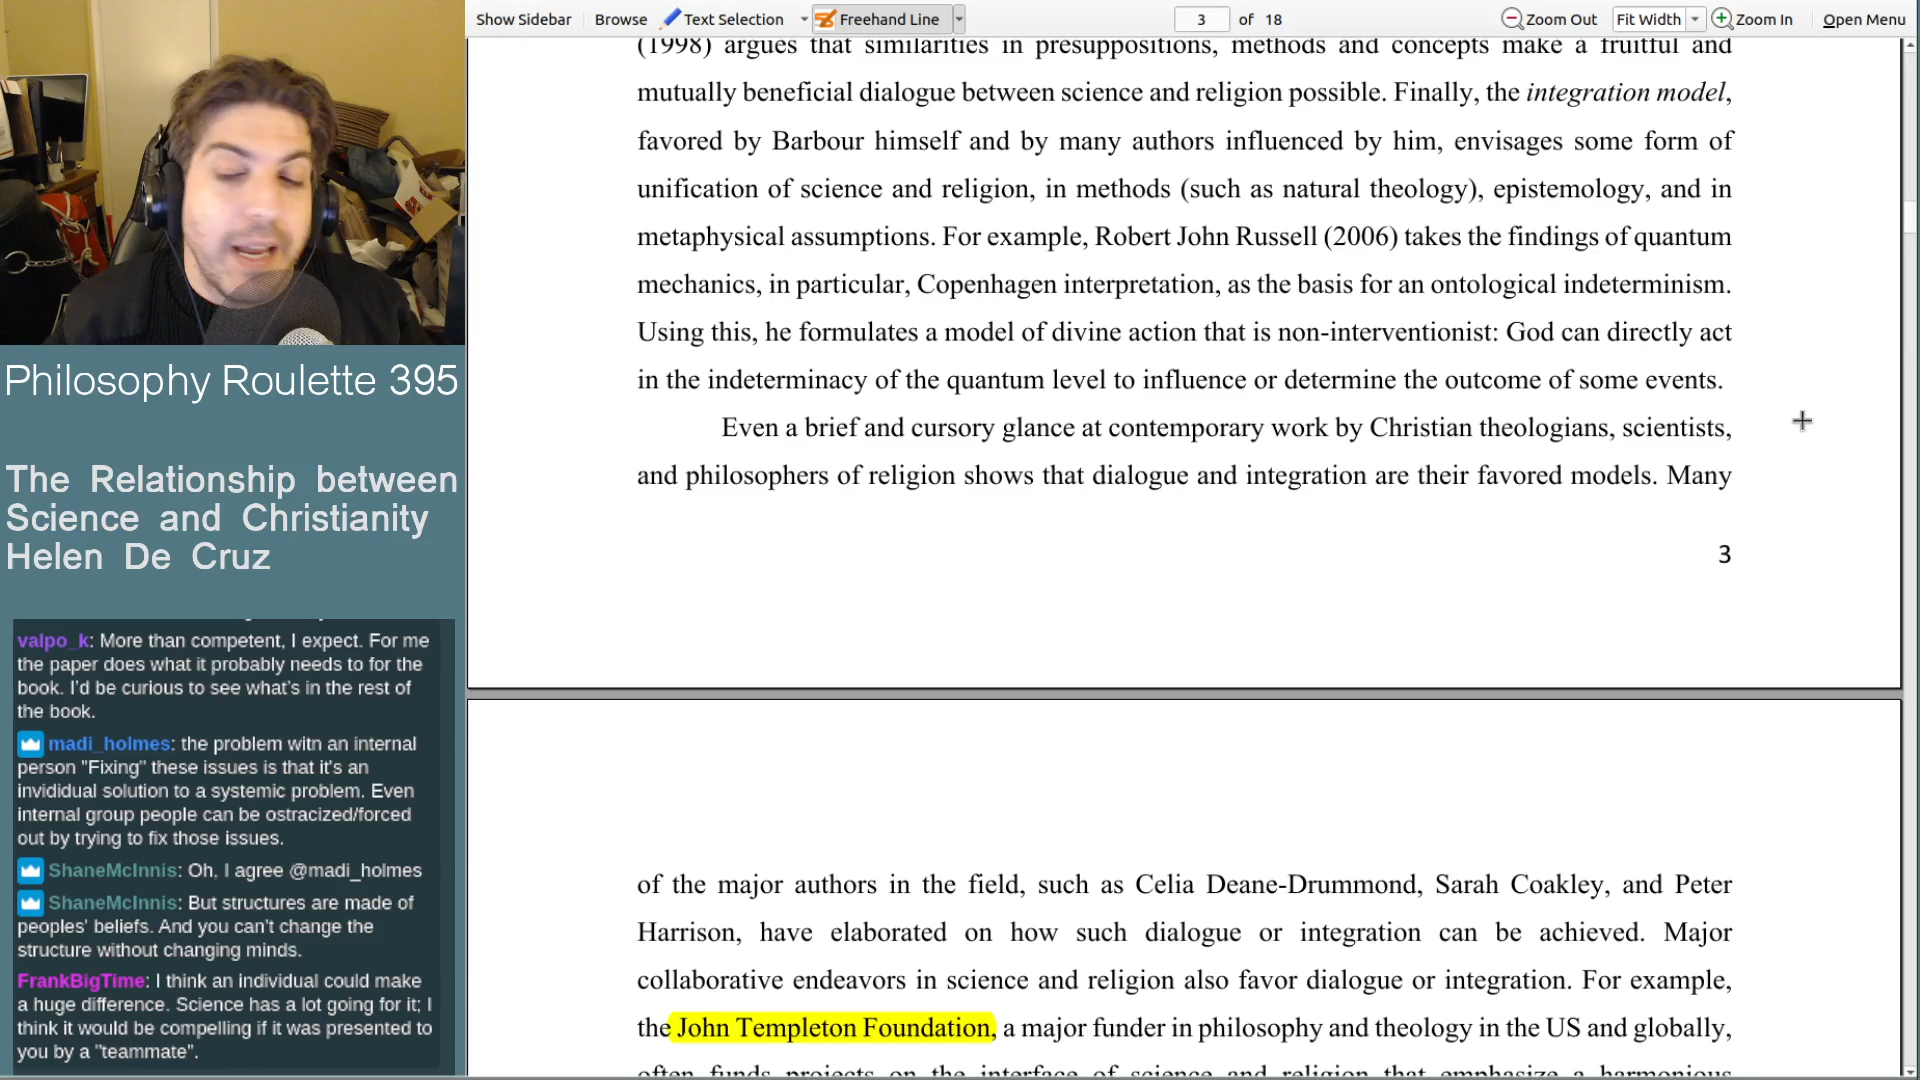 Show Sidebar Browse Text Selection Freehand Line 3 of 18 Zoom Out Fit Width Zoom In Open Menu
(1998) argues that similarities in presuppositions, methods and concepts make a fruitful and
mutually beneficial dialogue between science and religion possible. Finally, the integration model,
favored by Barbour himself and by many authors influenced by him, envisages some form of
unification of science and religion, in methods (such as natural theology), epistemology, and in
metaphysical assumptions. For example, Robert John Russell (2006) takes the findings of quantum
mechanics, in particular, Copenhagen interpretation, as the basis for an ontological indeterminism.
Using this, he formulates a model of divine action that is non-interventionist: God can directly act
in the indeterminacy of the quantum level to influence or determine the outcome of some events.
Even a brief and cursory glance at contemporary work by Christian theologians, scientists,
and philosophers of religion shows that dialogue and integration are their favored models. Many
3
of the major authors in the field, such as Celia Deane-Drummond, Sarah Coakley, and Peter
Harrison, have elaborated on how such dialogue or integration can be achieved. Major
collaborative endeavors in science and religion also favor dialogue or integration. For example,
the John Templeton Foundation, a major funder in philosophy and theology in the US and globally,
often funds projects on the interface of science and religion that emphasize a harmonious
Philosophy Roulette 395
The Relationship between
Science and Christianity
Helen De Cruz
valpo_k: More than competent, I expect. For me
the paper does what it probably needs to for the
book. I'd be curious to see what's in the rest of
the book.
madi_holmes: the problem witn an internal
person "Fixing" these issues is that it's an
invididual solution to a systemic problem. Even
internal group people can be ostracized/forced
out by trying to fix those issues.
ShaneMcInnis: Oh, I agree @madi_holmes
ShaneMcInnis: But structures are made of
peoples' beliefs. And you can't change the
structure without changing minds.
FrankBigTime: I think an individual could make
a huge difference. Science has a lot going for it; I
think it would be compelling if it was presented to
you by a "teammate".